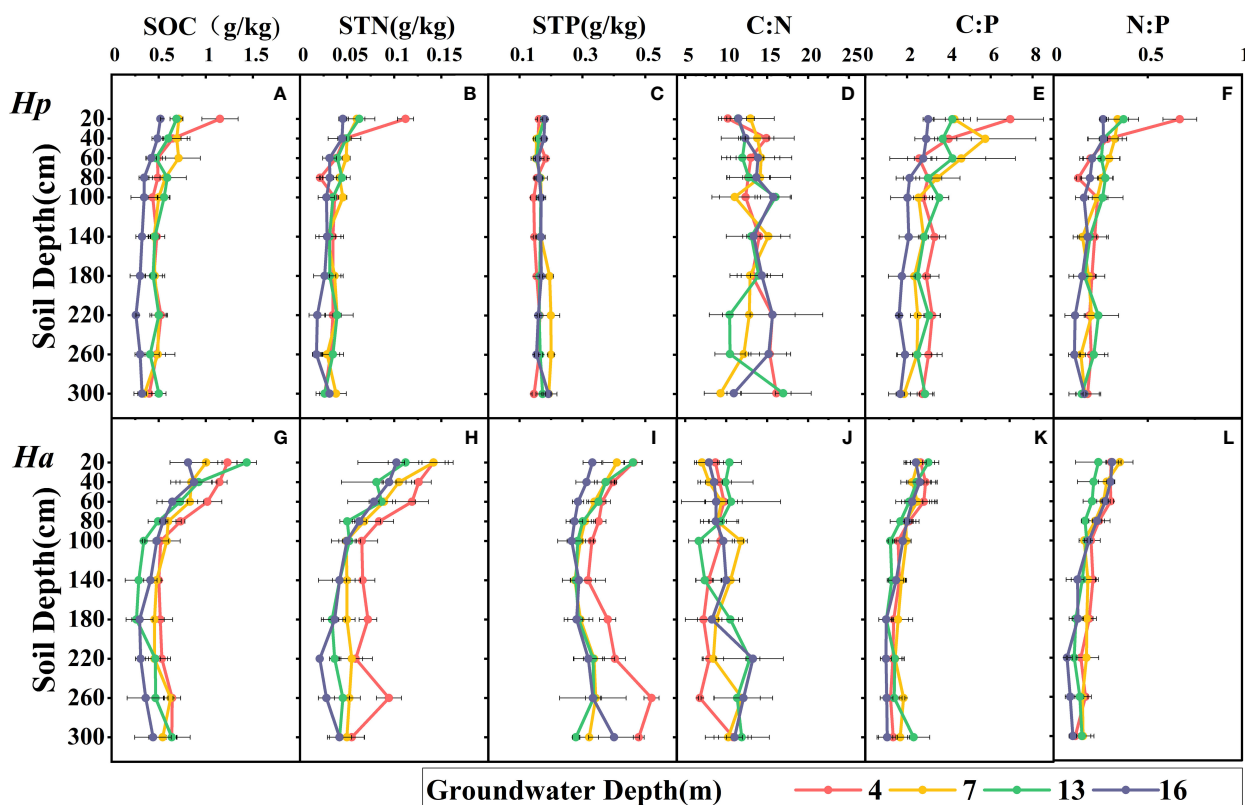 SOC（g/kg） STN(g/kg) STP(g/kg) C:N C:P N:P
0 0.5 1 1.5 0 0.05 0.1 0.15 0.1 0.3 0.5 5 10 15 20 25 2 4 6 8 0 0.5 1
Hp
Soil Depth(cm)
A B C D E F
20
40
60
80
100
140
180
220
260
300
Ha
Soil Depth(cm)
G H I J K L
20
40
60
80
100
140
180
220
260
300
Groundwater Depth(m) 4 7 13 16